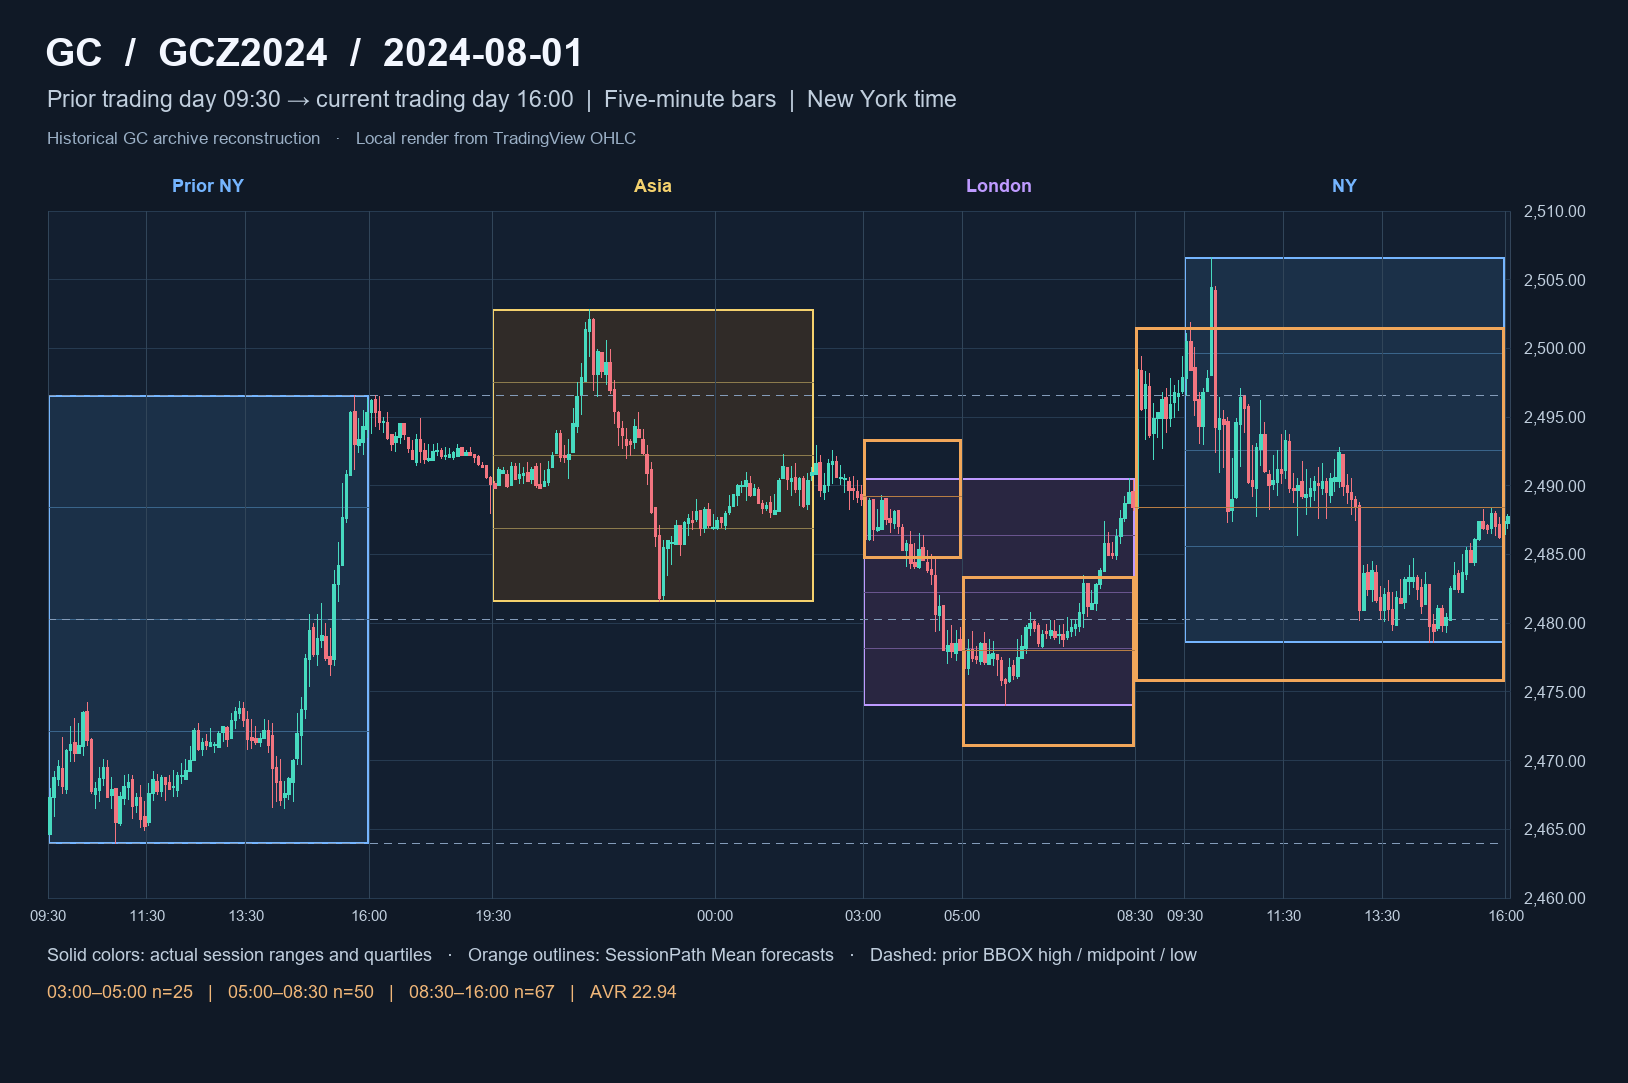 GC / GCZ2024 / 2024-08-01
Prior trading day 09:30 → current trading day 16:00 | Five-minute bars | New York time
Historical GC archive reconstruction · Local render from TradingView OHLC
Prior NY Asia London NY
2,510.00
2,505.00
2,500.00
2,495.00
2,490.00
2,485.00
2,480.00
2,475.00
2,470.00
2,465.00
2,460.00
09:30 11:30 13:30 16:00 19:30 00:00 03:00 05:00 08:30 09:30 11:30 13:30 16:00
Solid colors: actual session ranges and quartiles · Orange outlines: SessionPath Mean forecasts · Dashed: prior BBOX high / midpoint / low
03:00–05:00 n=25 | 05:00–08:30 n=50 | 08:30–16:00 n=67 | AVR 22.94